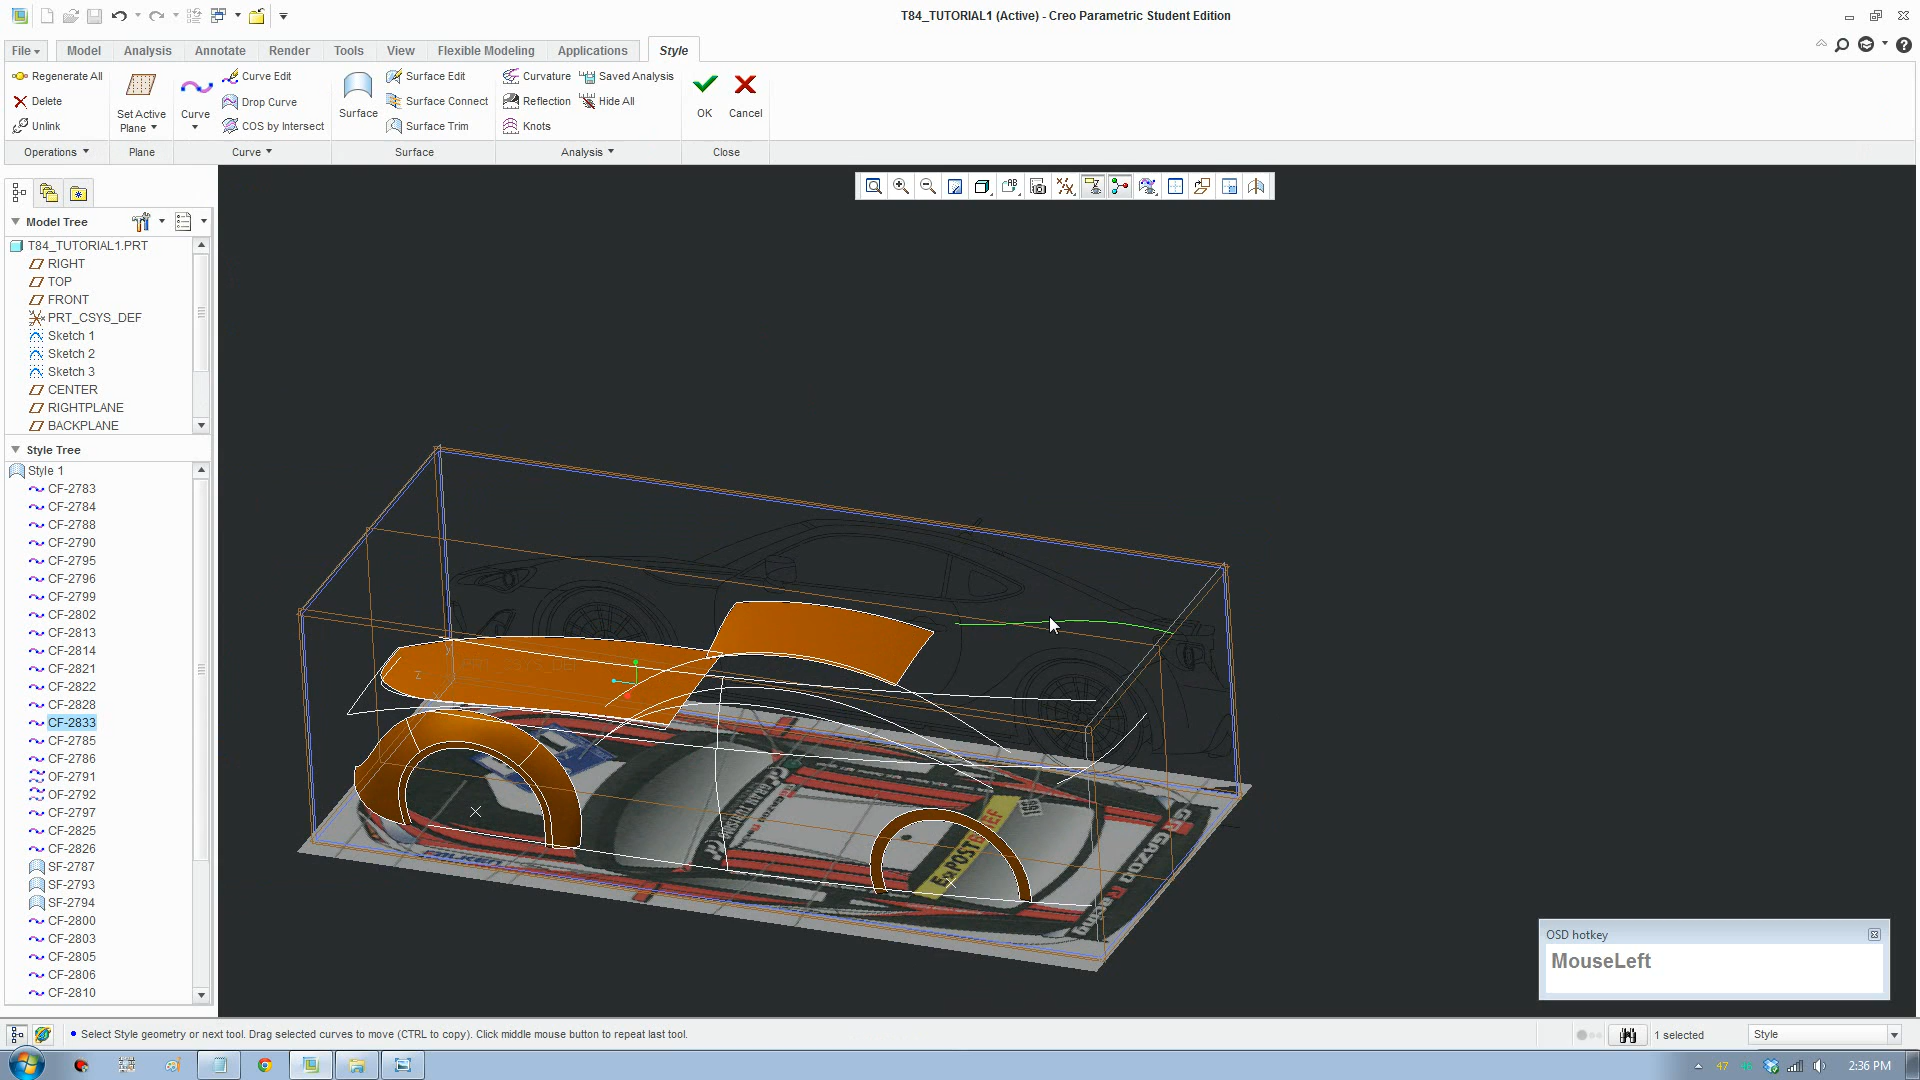 T84_TUTORIAL1 (Active) - Creo Parametric Student Edition
File
Model
Analysis
Annotate
Render
Tools
View
Flexible Modeling
Applications
Style
Regenerate All
Delete
Unlink
Set Active Plane
Curve
Curve Edit
Drop Curve
COS by Intersect
Surface
Surface Edit
Surface Connect
Surface Trim
Curvature
Reflection
Knots
Saved Analysis
Hide All
OK
Cancel
Operations
Plane
Curve
Surface
Analysis
Close
Model Tree
T84_TUTORIAL1.PRT
RIGHT
TOP
FRONT
PRT_CSYS_DEF
Sketch 1
Sketch 2
Sketch 3
CENTER
RIGHTPLANE
BACKPLANE
Style Tree
Style 1
CF-2783
CF-2784
CF-2788
CF-2790
CF-2795
CF-2796
CF-2799
CF-2802
CF-2813
CF-2814
CF-2821
CF-2822
CF-2828
CF-2833
CF-2785
CF-2786
OF-2791
OF-2792
CF-2797
CF-2825
CF-2826
SF-2787
SF-2793
SF-2794
CF-2800
CF-2803
CF-2805
CF-2806
CF-2810
PRT_CSYS_DEF
Z
GRAN TURISMO
GR GAZOO
Racing
OSD hotkey
MouseLeft
Select Style geometry or next tool. Drag selected curves to move (CTRL to copy). Click middle mouse button to repeat last tool.
1 selected
Style
47
2:36 PM